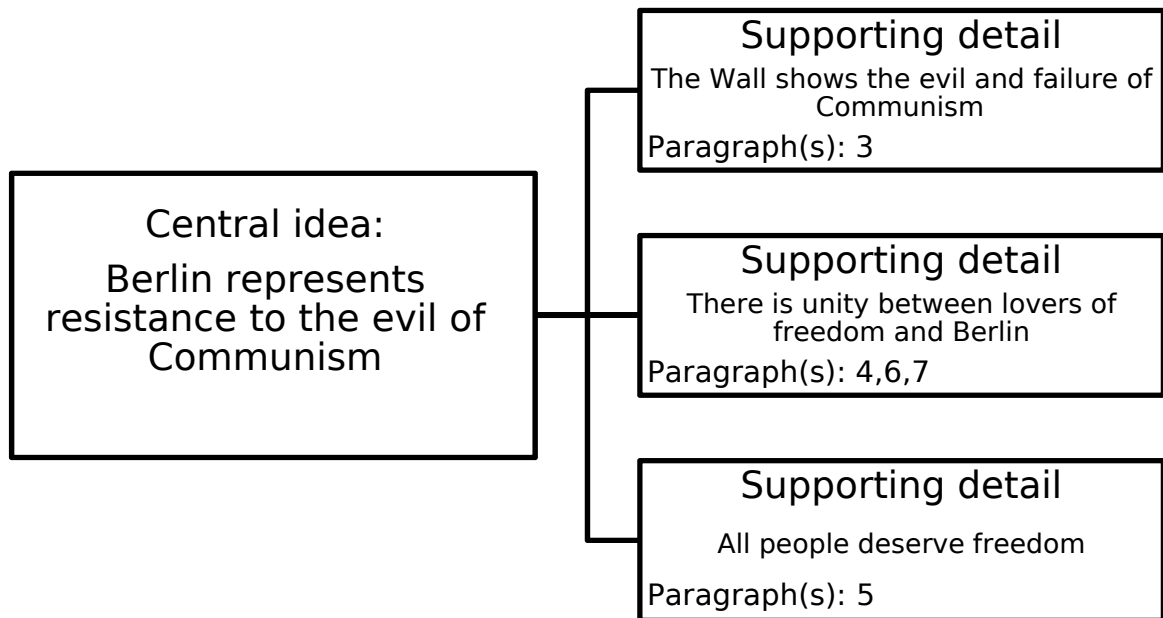 Central idea:
Berlin represents
resistance to the evil of
Communism
Supporting detail
The Wall shows the evil and failure of
Communism
Paragraph(s): 3
Supporting detail
There is unity between lovers of
freedom and Berlin
Paragraph(s): 4,6,7
Supporting detail
All people deserve freedom
Paragraph(s): 5